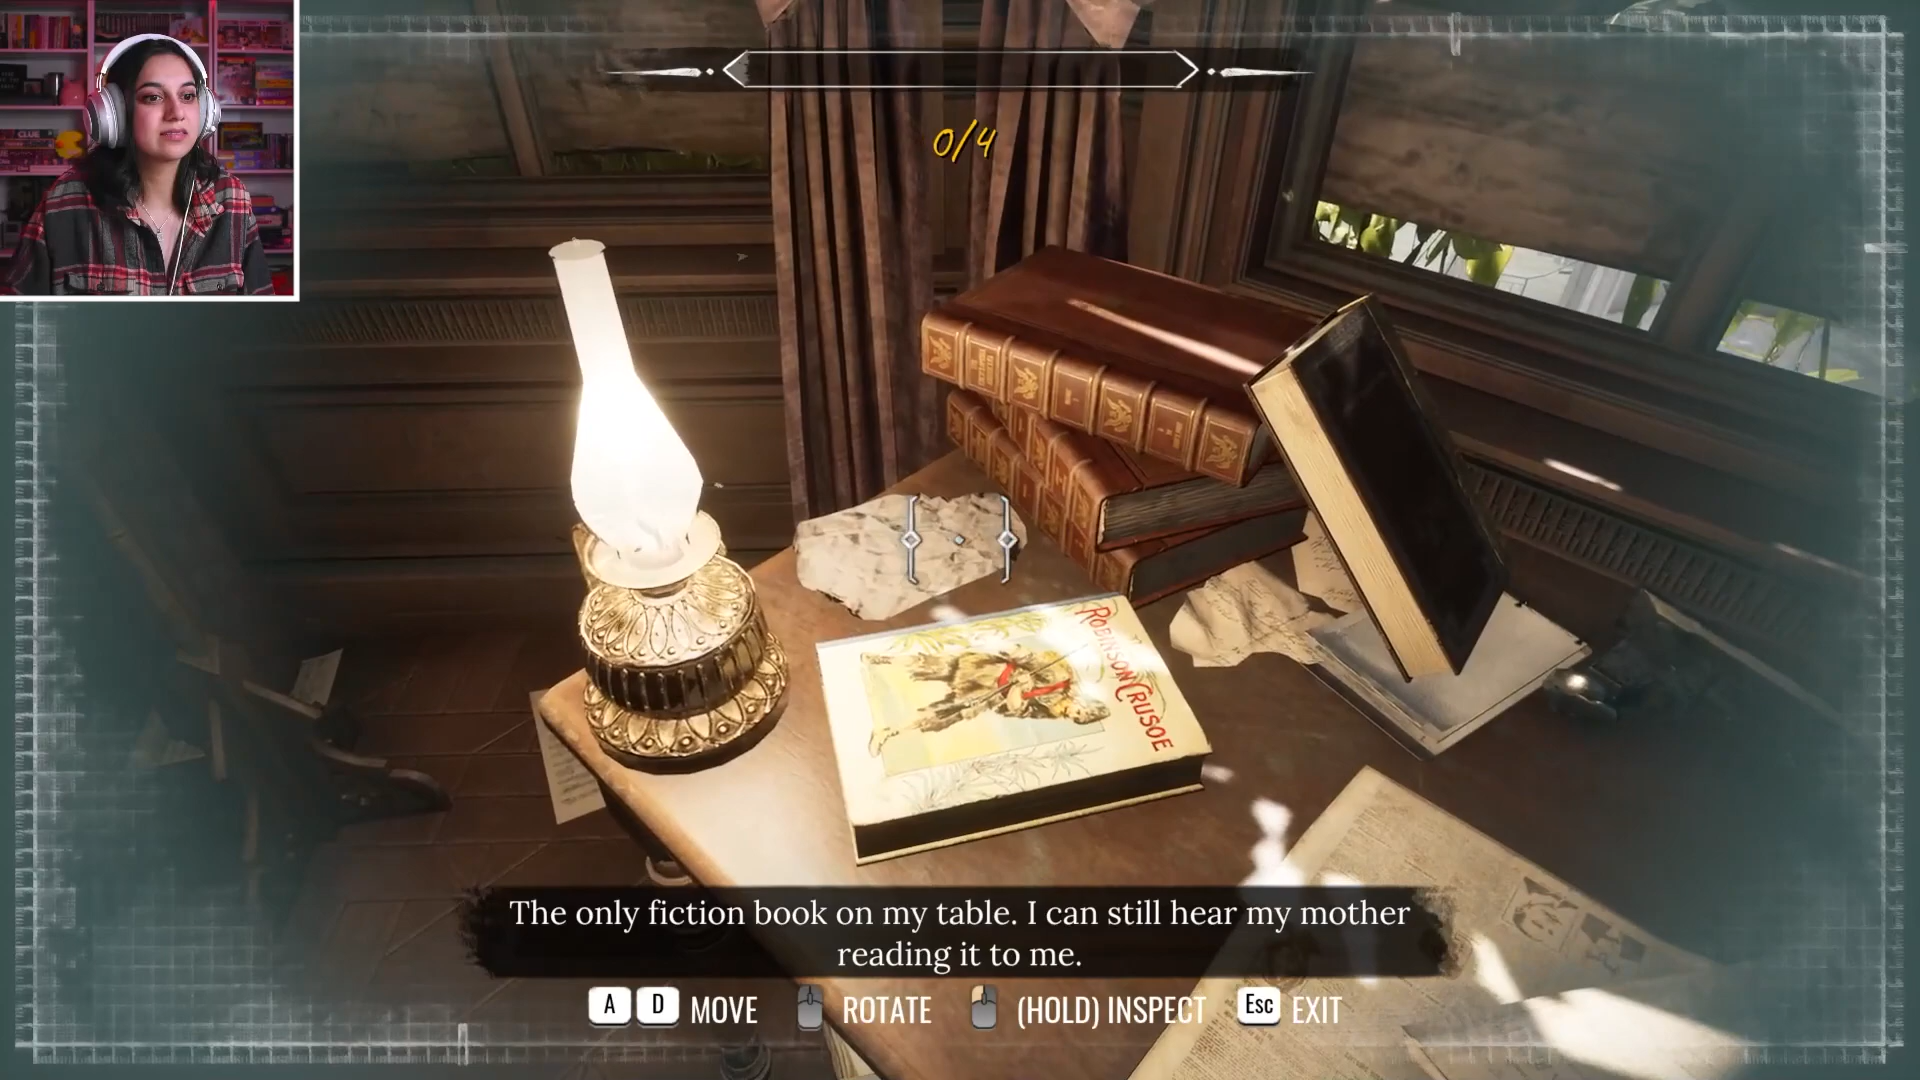 CLUE
0/4
ROBINSON CRUSOE
The only fiction book on my table. I can still hear my mother
reading it to me.
A D MOVE ROTATE (HOLD) INSPECT Esc EXIT